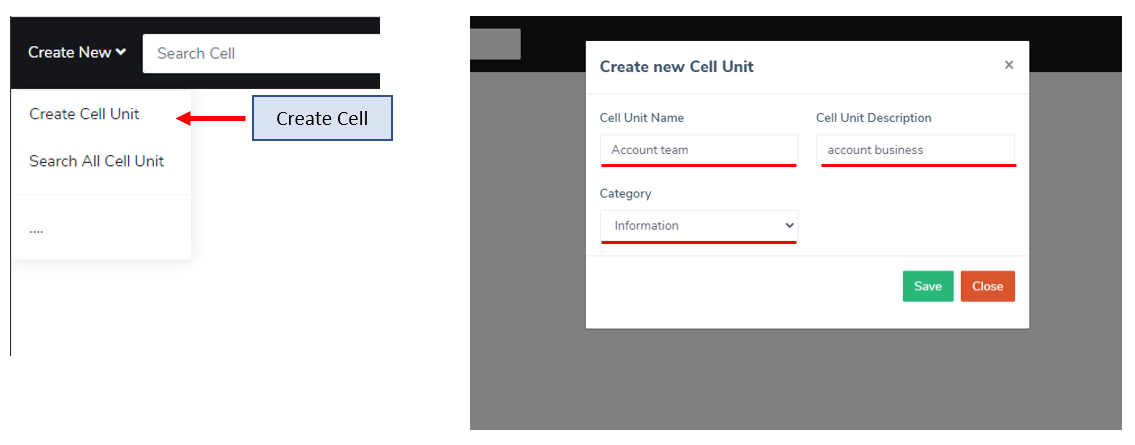 Create New
Search Cell
Create Cell Unit
Create Cell
Search All Cell Unit
....
Create new Cell Unit
×
Cell Unit Name
Cell Unit Description
Account team
account business
Category
Information
Save
Close